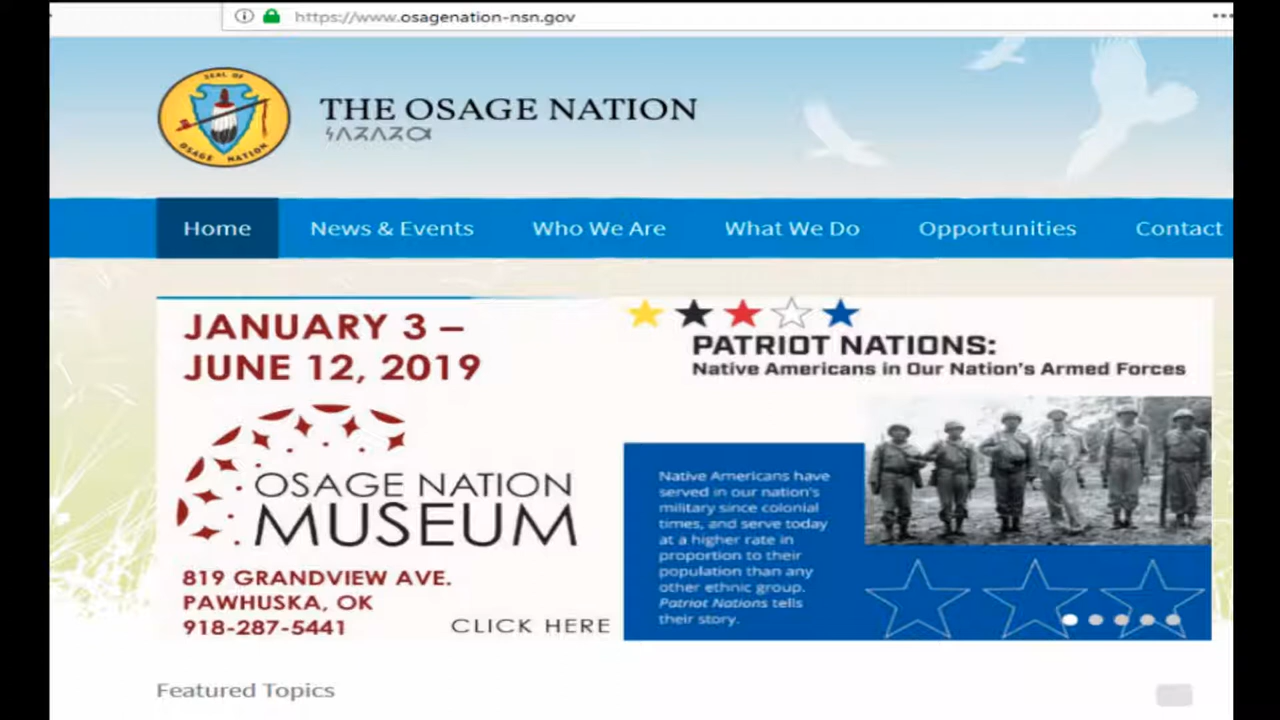 https://www.osagenation-nsn.gov
SEAL OF
OSAGE NATION
THE OSAGE NATION
Home
News & Events
Who We Are
What We Do
Opportunities
Contact
JANUARY 3 –
JUNE 12, 2019
OSAGE NATION
MUSEUM
819 GRANDVIEW AVE.
PAWHUSKA, OK
918-287-5441
CLICK HERE
PATRIOT NATIONS:
Native Americans in Our Nation's Armed Forces
Native Americans have
served in our nation's
military since colonial
times, and serve today
at a higher rate in
proportion to their
population than any
other ethnic group.
Patriot Nations tells
their story.
Featured Topics